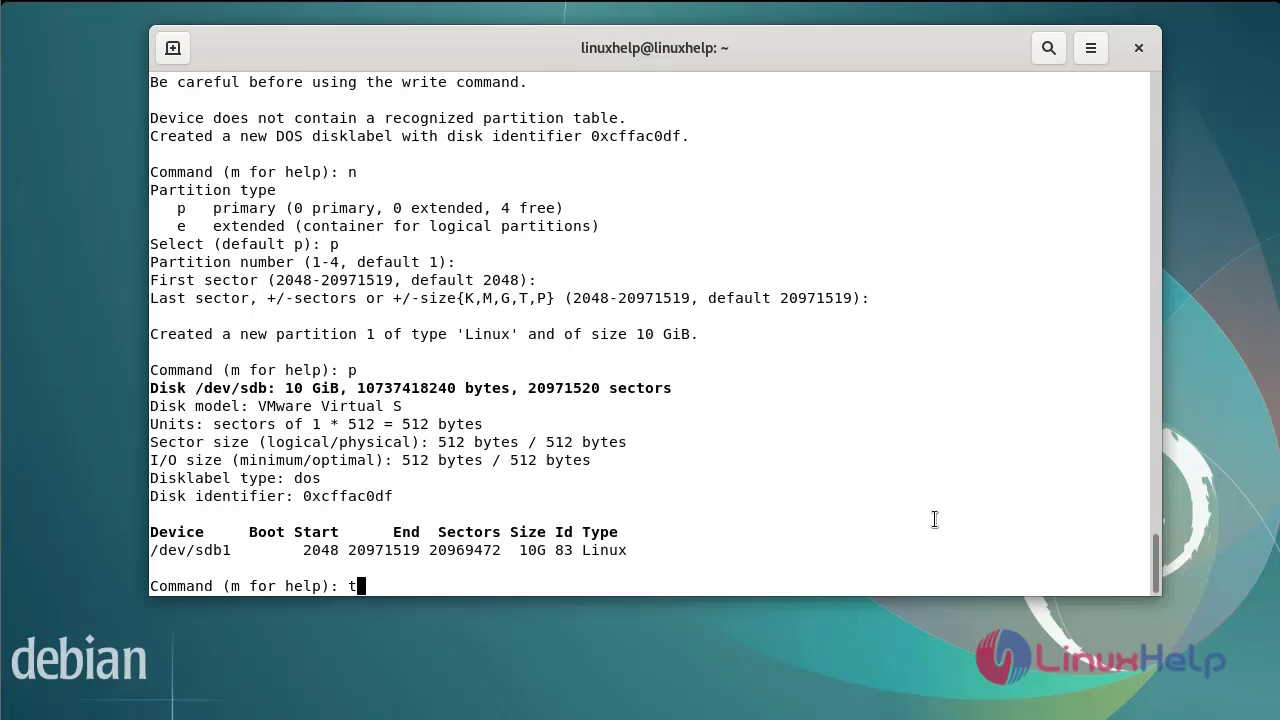 linuxhelp@linuxhelp: ~
Be careful before using the write command.
Device does not contain a recognized partition table.
Created a new DOS disklabel with disk identifier 0xcffac0df.
Command (m for help): n
Partition type
p   primary (0 primary, 0 extended, 4 free)
e   extended (container for logical partitions)
Select (default p): p
Partition number (1-4, default 1):
First sector (2048-20971519, default 2048):
Last sector, +/-sectors or +/-size{K,M,G,T,P} (2048-20971519, default 20971519):
Created a new partition 1 of type 'Linux' and of size 10 GiB.
Command (m for help): p
Disk /dev/sdb: 10 GiB, 10737418240 bytes, 20971520 sectors
Disk model: VMware Virtual S
Units: sectors of 1 * 512 = 512 bytes
Sector size (logical/physical): 512 bytes / 512 bytes
I/O size (minimum/optimal): 512 bytes / 512 bytes
Disklabel type: dos
Disk identifier: 0xcffac0df
Device     Boot Start      End  Sectors Size Id Type
/dev/sdb1        2048 20971519 20969472  10G 83 Linux
Command (m for help): t
debian
LinuxHelp